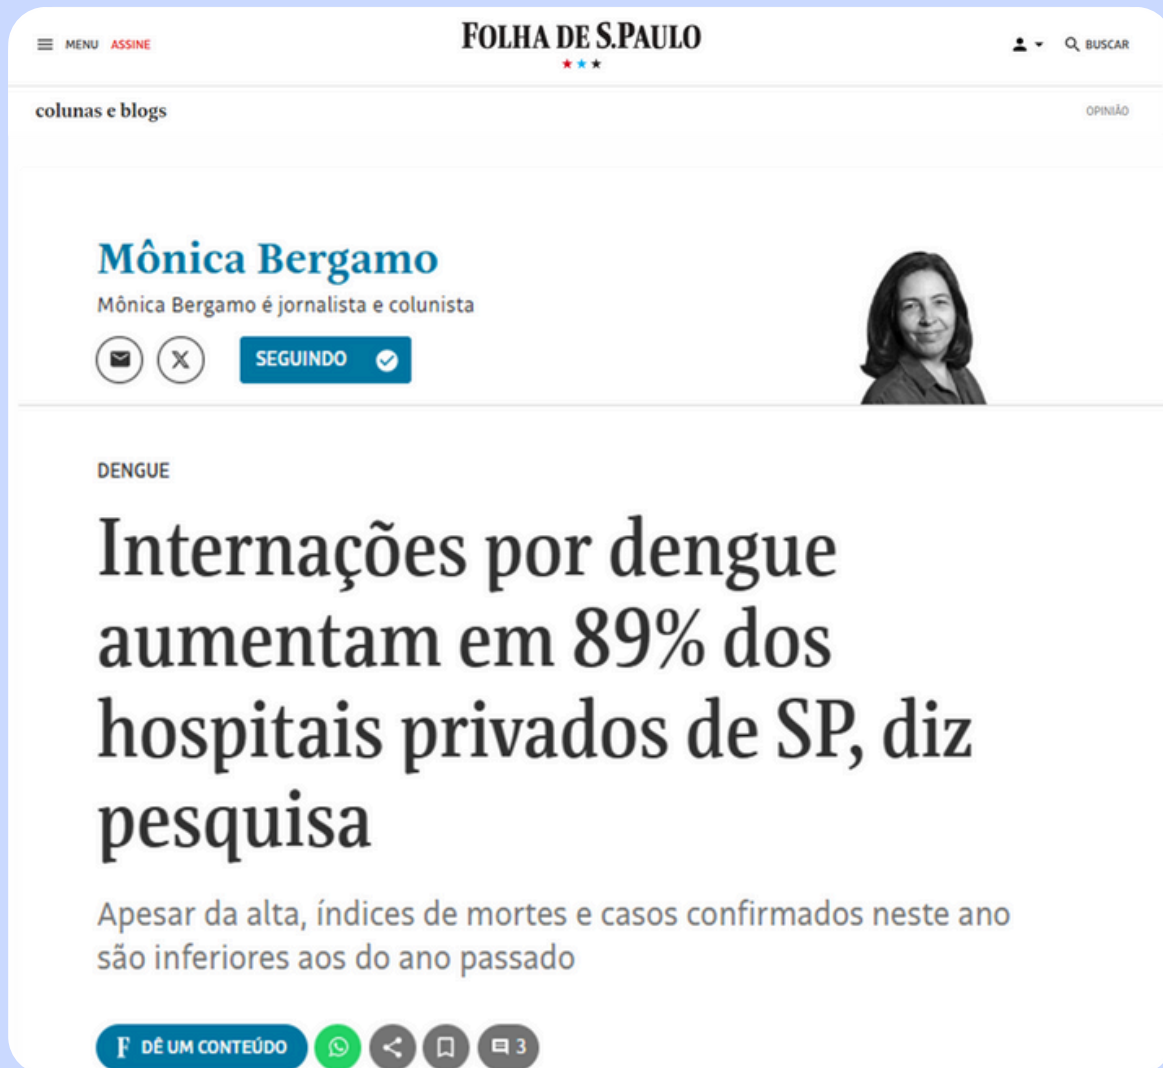 MENU ASSINE
FOLHA DE S.PAULO
BUSCAR
colunas e blogs
OPINIÃO
Mônica Bergamo
Mônica Bergamo é jornalista e colunista
SEGUINDO
DENGUE
Internações por dengue
aumentam em 89% dos
hospitais privados de SP, diz
pesquisa
Apesar da alta, índices de mortes e casos confirmados neste ano
são inferiores aos do ano passado
F DÊ UM CONTEÚDO
3